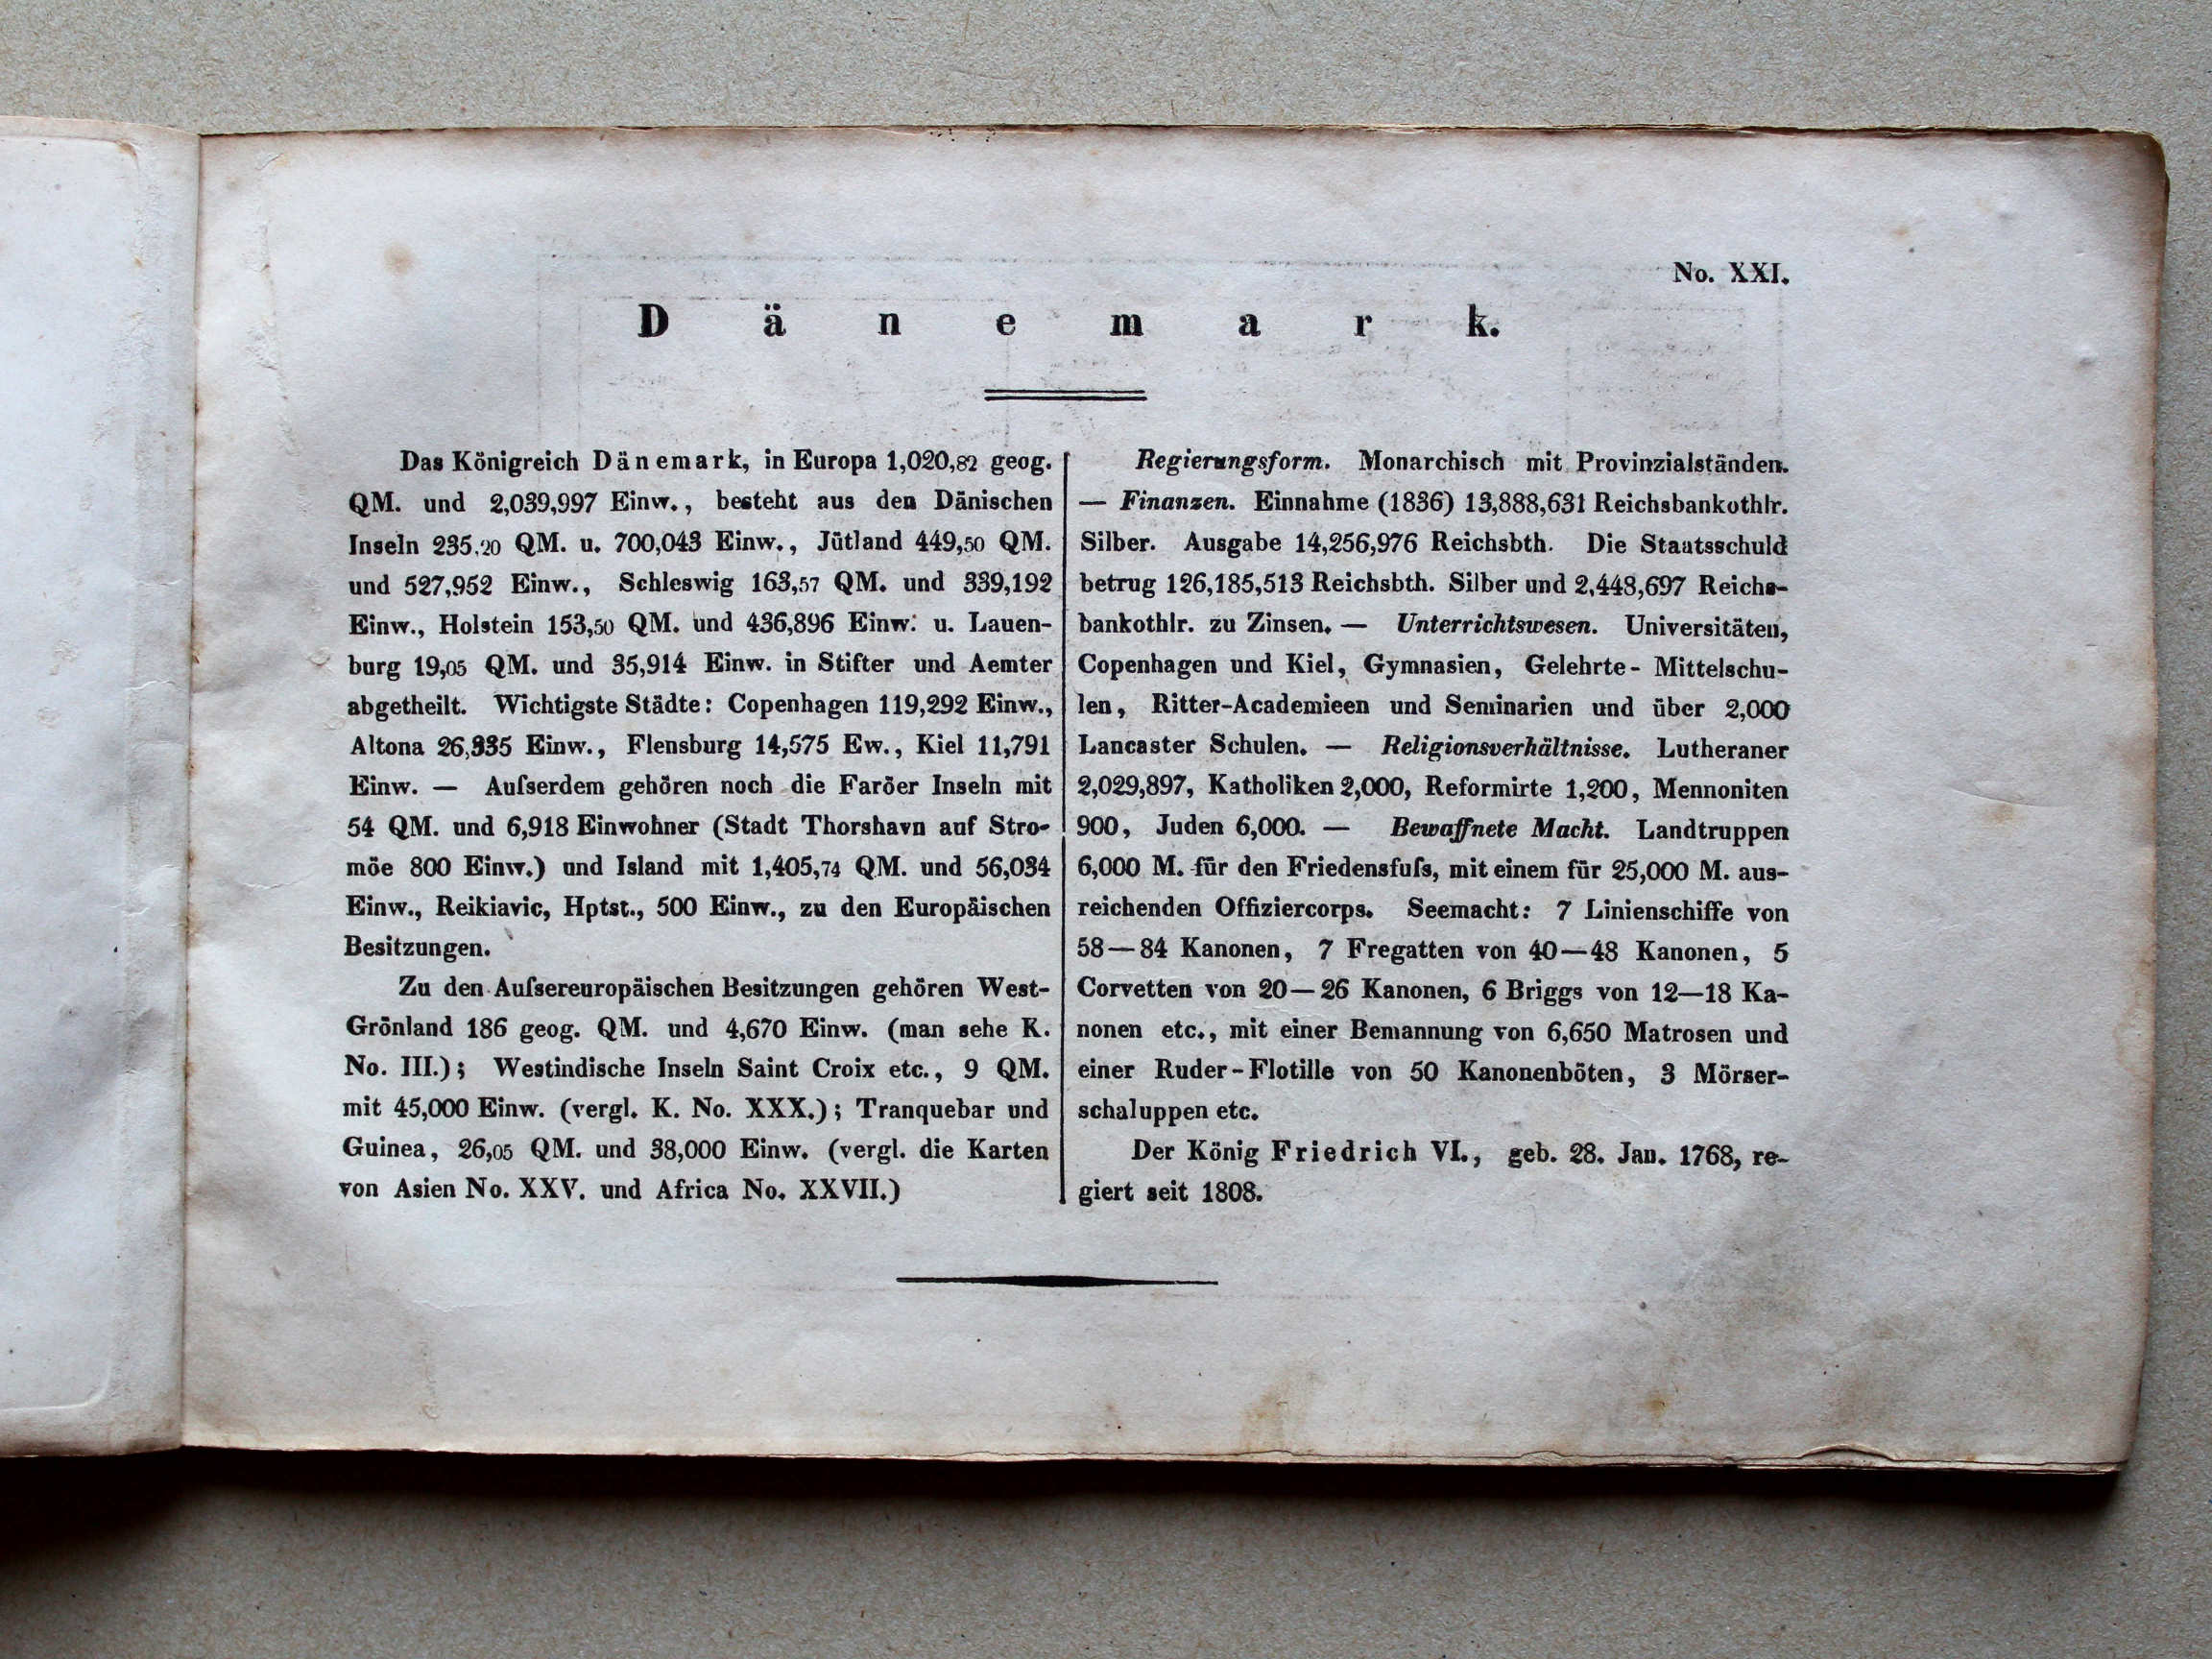 No. XXI.
Dänemark.
Das Königreich Dänemark, in Europa 1,020,82 geog.
QM. und 2,039,997 Einw., besteht aus den Dänischen
Inseln 235,20 QM. u. 700,043 Einw., Jütland 449,50 QM.
und 527,952 Einw., Schleswig 163,57 QM. und 339,192
Einw., Holstein 153,50 QM. und 436,896 Einw. u. Lauen-
burg 19,05 QM. und 35,914 Einw. in Stifter und Aemter
abgetheilt. Wichtigste Städte: Copenhagen 119,292 Einw.,
Altona 26,335 Einw., Flensburg 14,575 Ew., Kiel 11,791
Einw. — Auſserdem gehören noch die Faröer Inseln mit
54 QM. und 6,918 Einwohner (Stadt Thorshavn auf Stro-
möe 800 Einw.) und Island mit 1,405,74 QM. und 56,034
Einw., Reikiavic, Hptst., 500 Einw., zu den Europäischen
Besitzungen.
Zu den Auſsereuropäischen Besitzungen gehören West-
Grönland 186 geog. QM. und 4,670 Einw. (man sehe K.
No. III.); Westindische Inseln Saint Croix etc., 9 QM.
mit 45,000 Einw. (vergl. K. No. XXX.); Tranquebar und
Guinea, 26,05 QM. und 38,000 Einw. (vergl. die Karten
von Asien No. XXV. und Africa No. XXVII.)
Regierungsform. Monarchisch mit Provinzialständen.
— Finanzen. Einnahme (1836) 13,888,631 Reichsbankothlr.
Silber. Ausgabe 14,256,976 Reichsbth. Die Staatsschuld
betrug 126,185,513 Reichsbth. Silber und 2,448,697 Reichs-
bankothlr. zu Zinsen. — Unterrichtswesen. Universitäten,
Copenhagen und Kiel, Gymnasien, Gelehrte- Mittelschu-
len, Ritter-Academieen und Seminarien und über 2,000
Lancaster Schulen. — Religionsverhältnisse. Lutheraner
2,029,897, Katholiken 2,000, Reformirte 1,200, Mennoniten
900, Juden 6,000. — Bewaffnete Macht. Landtruppen
6,000 M. für den Friedensfuſs, mit einem für 25,000 M. aus-
reichenden Offiziercorps. Seemacht: 7 Linienschiffe von
58—84 Kanonen, 7 Fregatten von 40—48 Kanonen, 5
Corvetten von 20—26 Kanonen, 6 Briggs von 12—18 Ka-
nonen etc., mit einer Bemannung von 6,650 Matrosen und
einer Ruder-Flotille von 50 Kanonenböten, 3 Mörser-
schaluppen etc.
Der König Friedrich VI., geb. 28. Jan. 1768, re-
giert seit 1808.